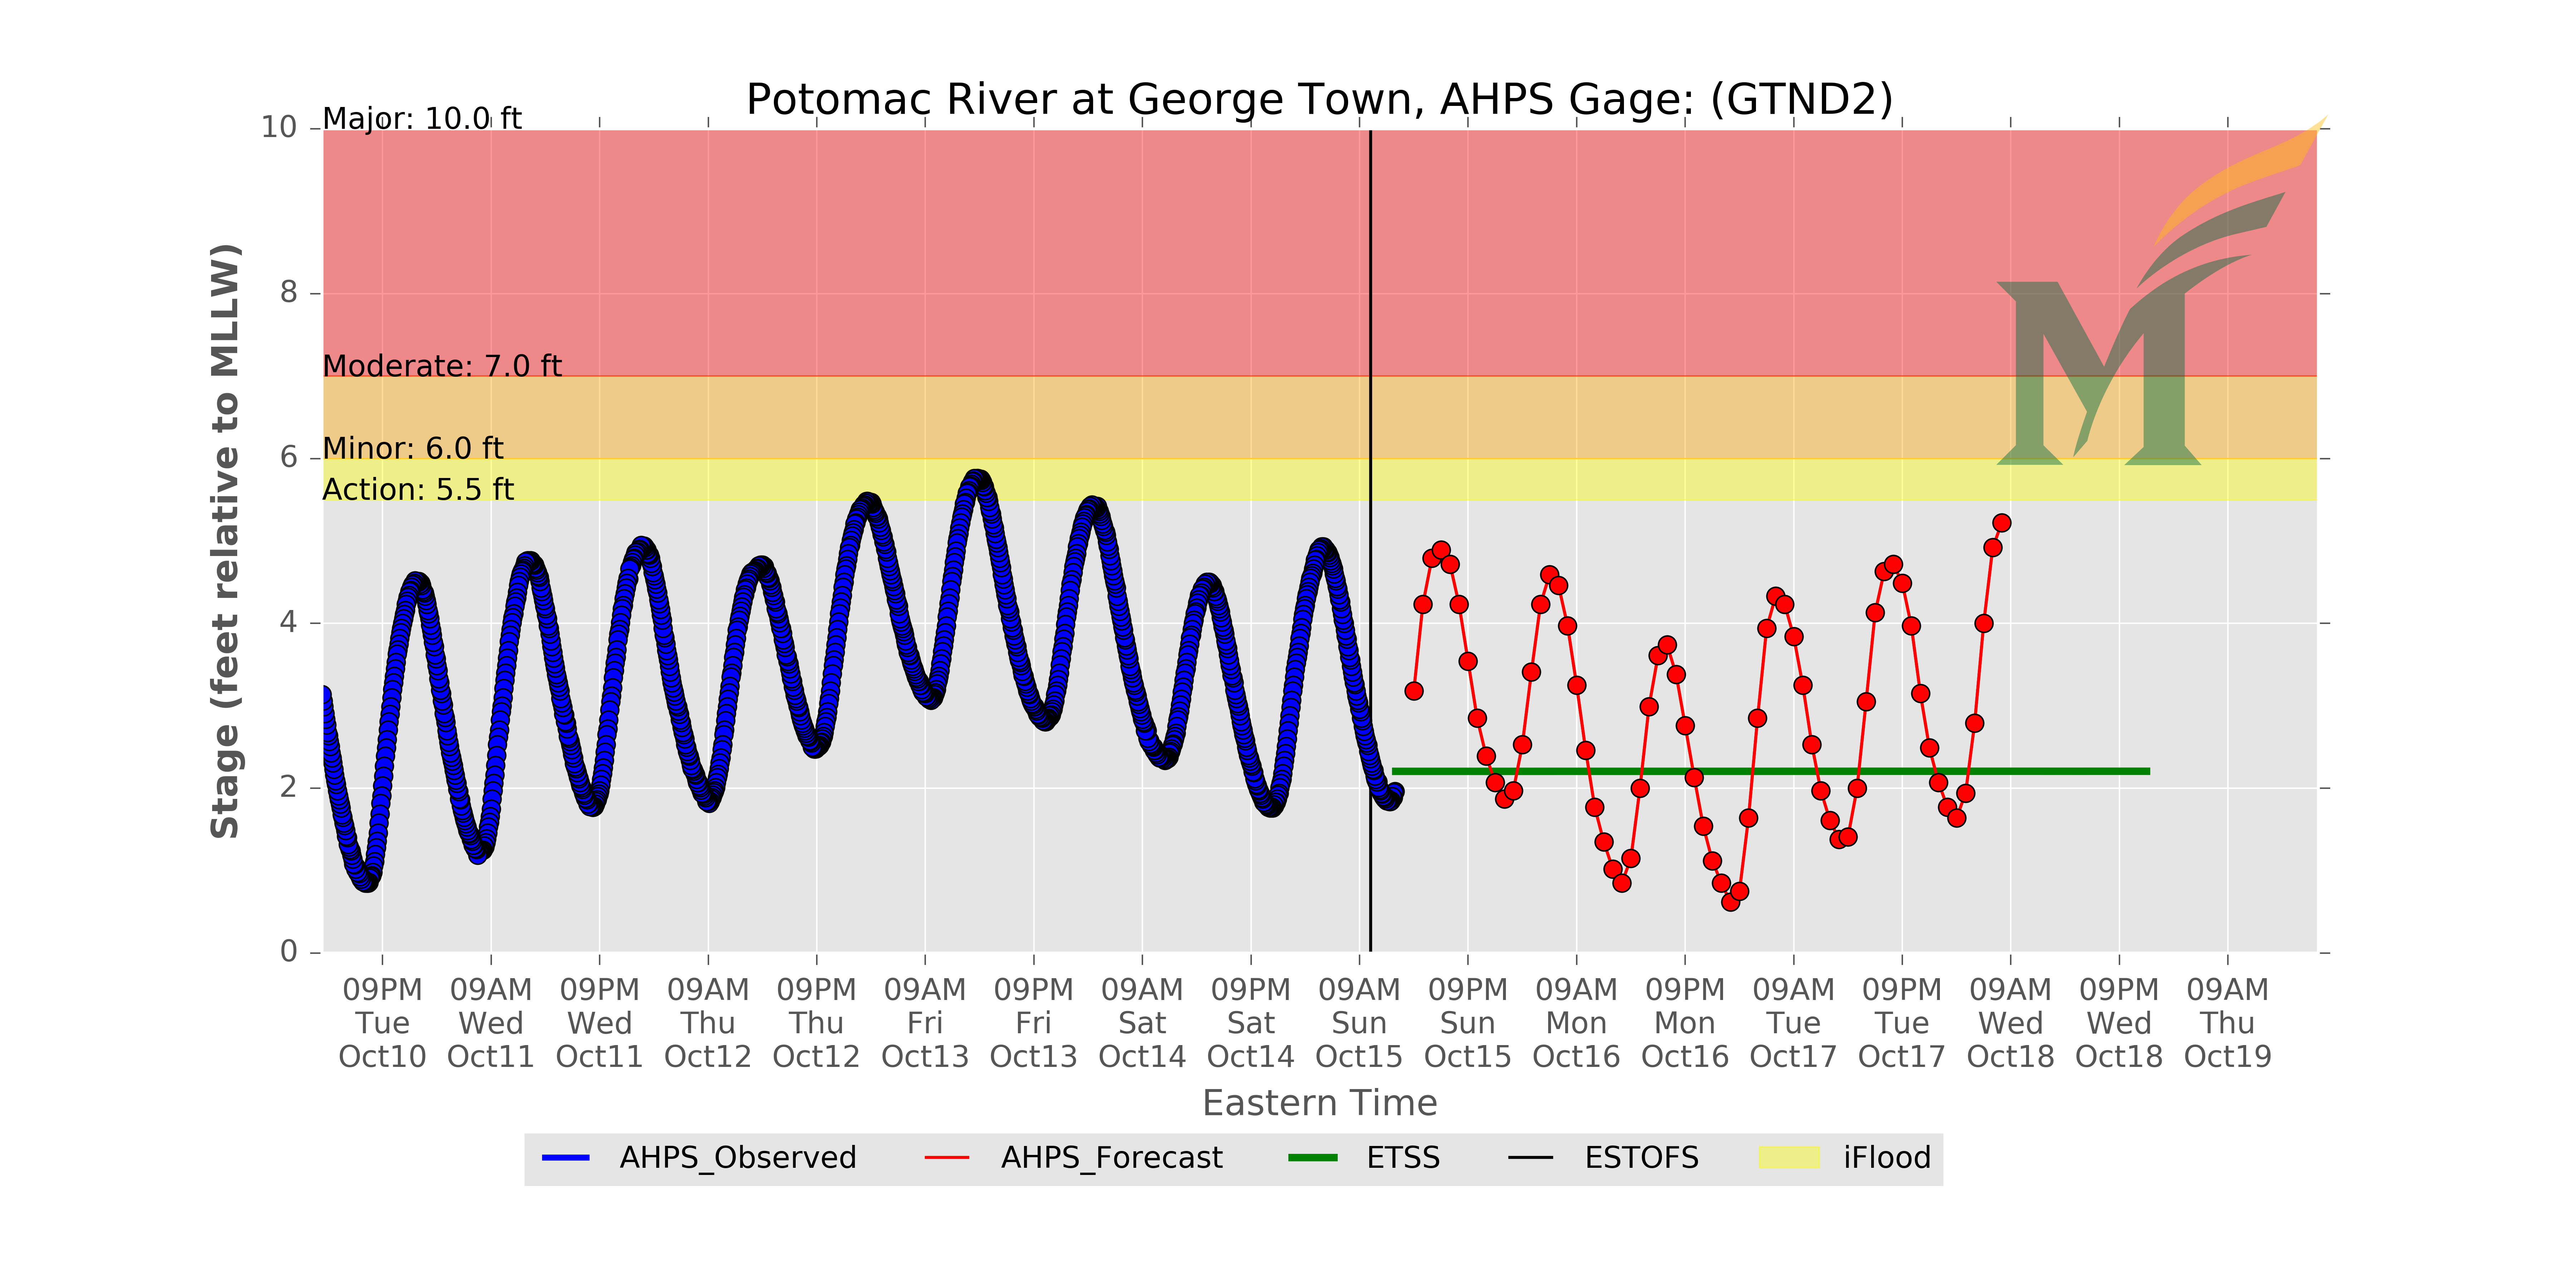 Potomac River at George Town, AHPS Gage: (GTND2)
Major: 10.0 ft
Moderate: 7.0 ft
Minor: 6.0 ft
Action: 5.5 ft
Stage (feet relative to MLLW)
10
8
6
4
2
0
09PM 09AM 09PM 09AM 09PM 09AM 09PM 09AM 09PM 09AM 09PM 09AM 09PM 09AM 09PM 09AM 09PM 09AM
Tue Wed Wed Thu Thu Fri Fri Sat Sat Sun Sun Mon Mon Tue Tue Wed Wed Thu
Oct10 Oct11 Oct11 Oct12 Oct12 Oct13 Oct13 Oct14 Oct14 Oct15 Oct15 Oct16 Oct16 Oct17 Oct17 Oct18 Oct18 Oct19
Eastern Time
AHPS_Observed AHPS_Forecast ETSS ESTOFS iFlood
M